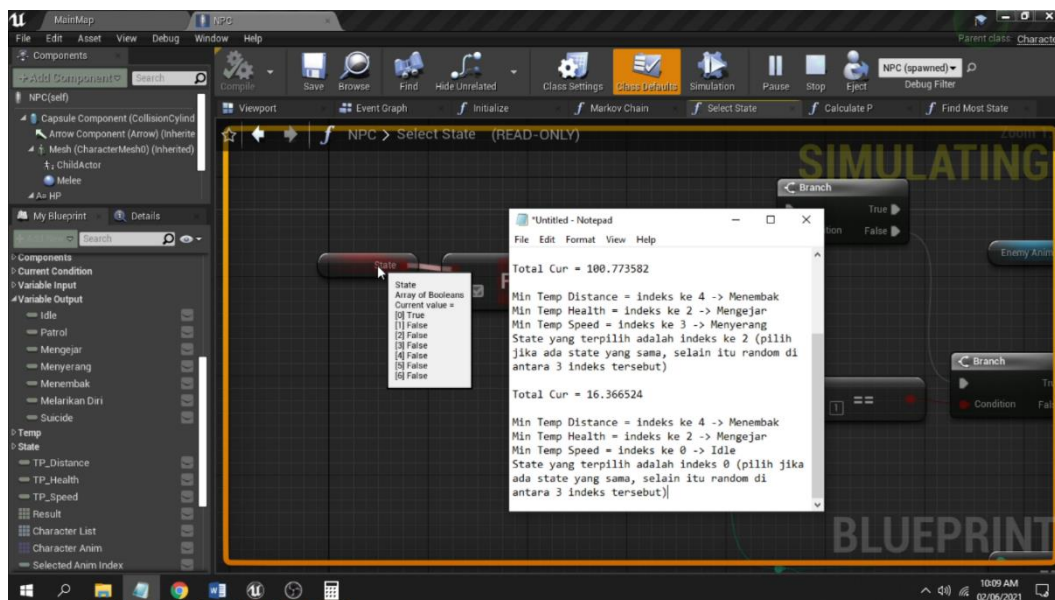 MainMap
NPC
File Edit Asset View Debug Window Help
Parent class: Characte
Components
+Add Component
Search
NPC(self)
Capsule Component (CollisionCylind
Arrow Component (Arrow) (Inherite
Mesh (CharacterMesh0) (Inherited)
ChildActor
Melee
HP
Compile
Save
Browse
Find
Hide Unrelated
Class Settings
Class Defaults
Simulation
Pause
Stop
Eject
NPC (spawned)
Debug Filter
Viewport
Event Graph
Initialize
Markov Chain
Select State
Calculate P
Find Most State
NPC > Select State (READ-ONLY)
SIMULATING
My Blueprint
Details
Search
Components
Current Condition
Variable Input
Variable Output
Idle
Patrol
Mengejar
Menyerang
Menembak
Melarikan Diri
Suicide
Temp
State
TP_Distance
TP_Health
TP_Speed
Result
Character List
Character Anim
Selected Anim Index
State
State
Array of Booleans
Current value =
[0] True
[1] False
[2] False
[3] False
[4] False
[5] False
[6] False
Branch
True
False
Enemy Anim
Branch
Condition
1
==
BLUEPRINT
*Untitled - Notepad
File Edit Format View Help
Total Cur = 100.773582
Min Temp Distance = indeks ke 4 -> Menembak
Min Temp Health = indeks ke 2 -> Mengejar
Min Temp Speed = indeks ke 3 -> Menyerang
State yang terpilih adalah indeks ke 2 (pilih
jika ada state yang sama, selain itu random di
antara 3 indeks tersebut)
Total Cur = 16.366524
Min Temp Distance = indeks ke 4 -> Menembak
Min Temp Health = indeks ke 2 -> Mengejar
Min Temp Speed = indeks ke 0 -> Idle
State yang terpilih adalah indeks 0 (pilih jika
ada state yang sama, selain itu random di
antara 3 indeks tersebut)
10:09 AM
02/06/2021